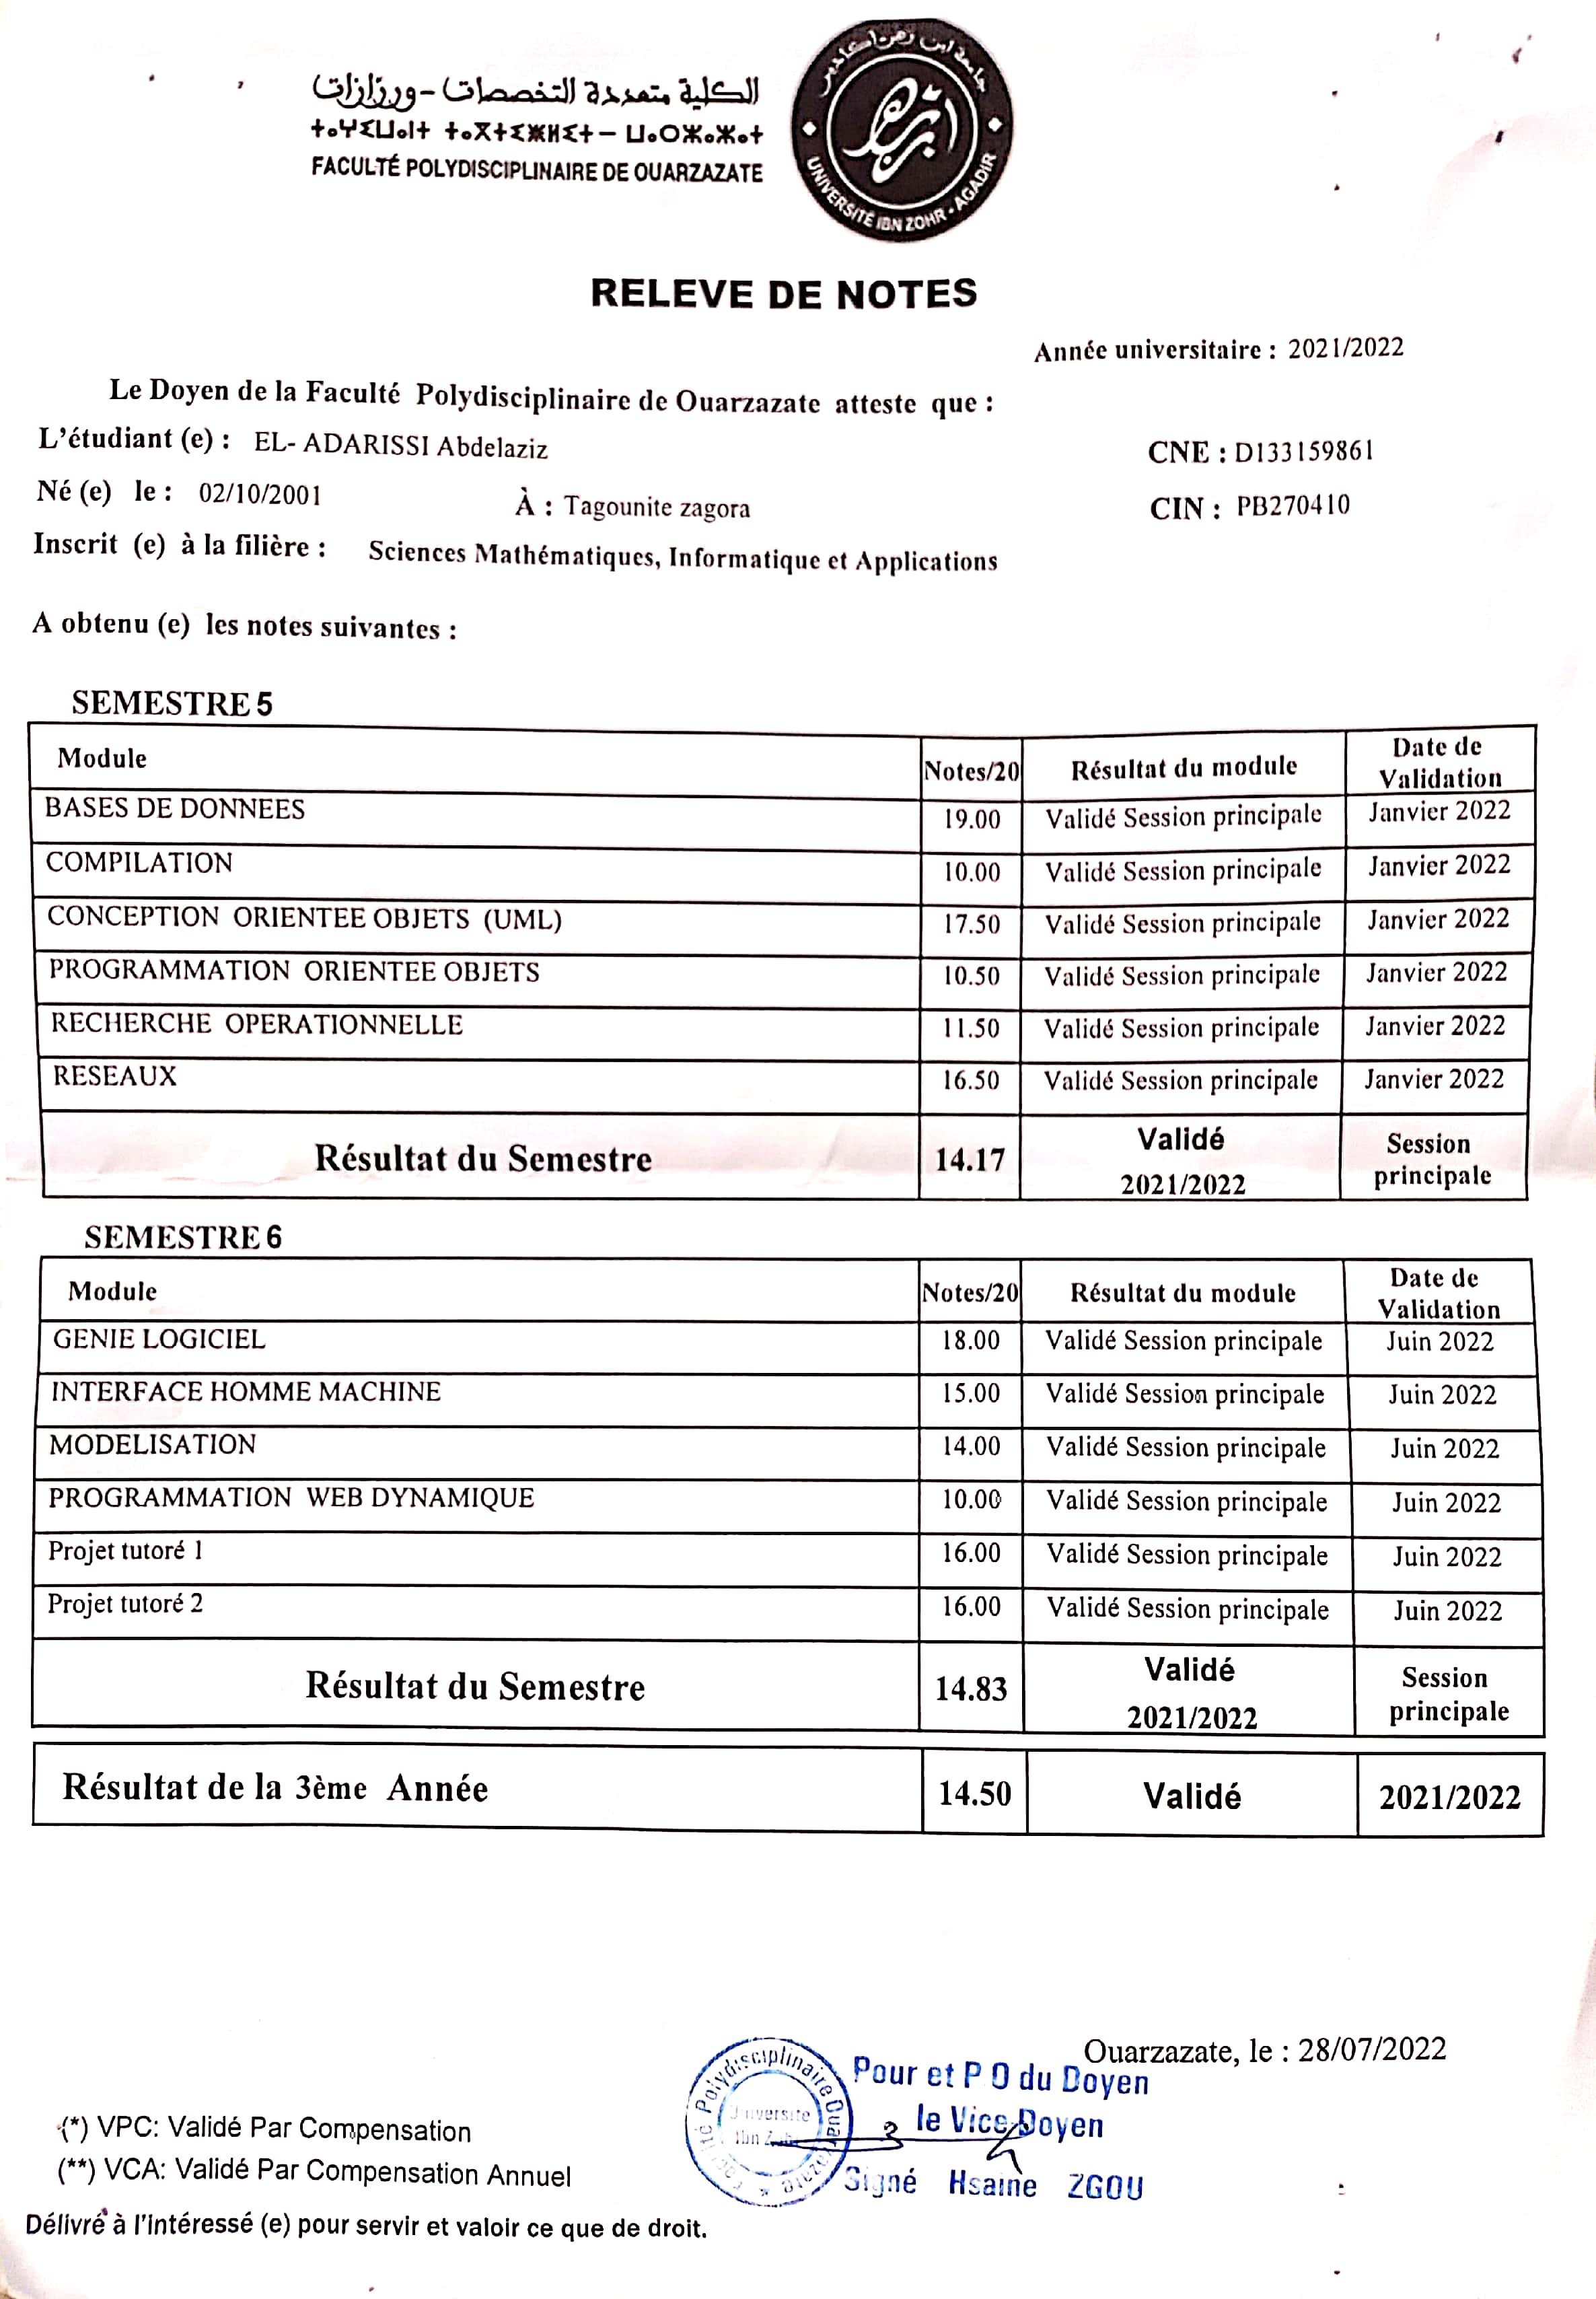 الكلية متعددة التخصصات - ورزازات
ⵜⴰⵖⵉⵡⴰⵏⵜ ⵜⴰⴳⵜⵉⵥⵍⵉⵜ – ⵡⴰⵔⵣⴰⵣⴰⵜ
FACULTÉ POLYDISCIPLINAIRE DE OUARZAZATE
جامعة ابن زهر أكادير
UNIVERSITÉ IBN ZOHR - AGADIR
RELEVE DE NOTES
Année universitaire : 2021/2022
Le Doyen de la Faculté Polydisciplinaire de Ouarzazate atteste que :
L'étudiant (e) : EL- ADARISSI Abdelaziz CNE : D133159861
Né (e) le : 02/10/2001 À : Tagounite zagora CIN : PB270410
Inscrit (e) à la filière : Sciences Mathématiques, Informatique et Applications
A obtenu (e) les notes suivantes :
SEMESTRE 5
Module Notes/20 Résultat du module Date de Validation
BASES DE DONNEES 19.00 Validé Session principale Janvier 2022
COMPILATION 10.00 Validé Session principale Janvier 2022
CONCEPTION ORIENTEE OBJETS (UML) 17.50 Validé Session principale Janvier 2022
PROGRAMMATION ORIENTEE OBJETS 10.50 Validé Session principale Janvier 2022
RECHERCHE OPERATIONNELLE 11.50 Validé Session principale Janvier 2022
RESEAUX 16.50 Validé Session principale Janvier 2022
Résultat du Semestre 14.17 Validé 2021/2022 Session principale
SEMESTRE 6
Module Notes/20 Résultat du module Date de Validation
GENIE LOGICIEL 18.00 Validé Session principale Juin 2022
INTERFACE HOMME MACHINE 15.00 Validé Session principale Juin 2022
MODELISATION 14.00 Validé Session principale Juin 2022
PROGRAMMATION WEB DYNAMIQUE 10.00 Validé Session principale Juin 2022
Projet tutoré 1 16.00 Validé Session principale Juin 2022
Projet tutoré 2 16.00 Validé Session principale Juin 2022
Résultat du Semestre 14.83 Validé 2021/2022 Session principale
Résultat de la 3ème Année 14.50 Validé 2021/2022
Ouarzazate, le : 28/07/2022
Pour et P O du Doyen
le Vice Doyen
Signé Hsaine ZGOU
Polydisciplinaire
Ibn
(*) VPC: Validé Par Compensation
(**) VCA: Validé Par Compensation Annuel
Délivré à l'intéressé (e) pour servir et valoir ce que de droit.